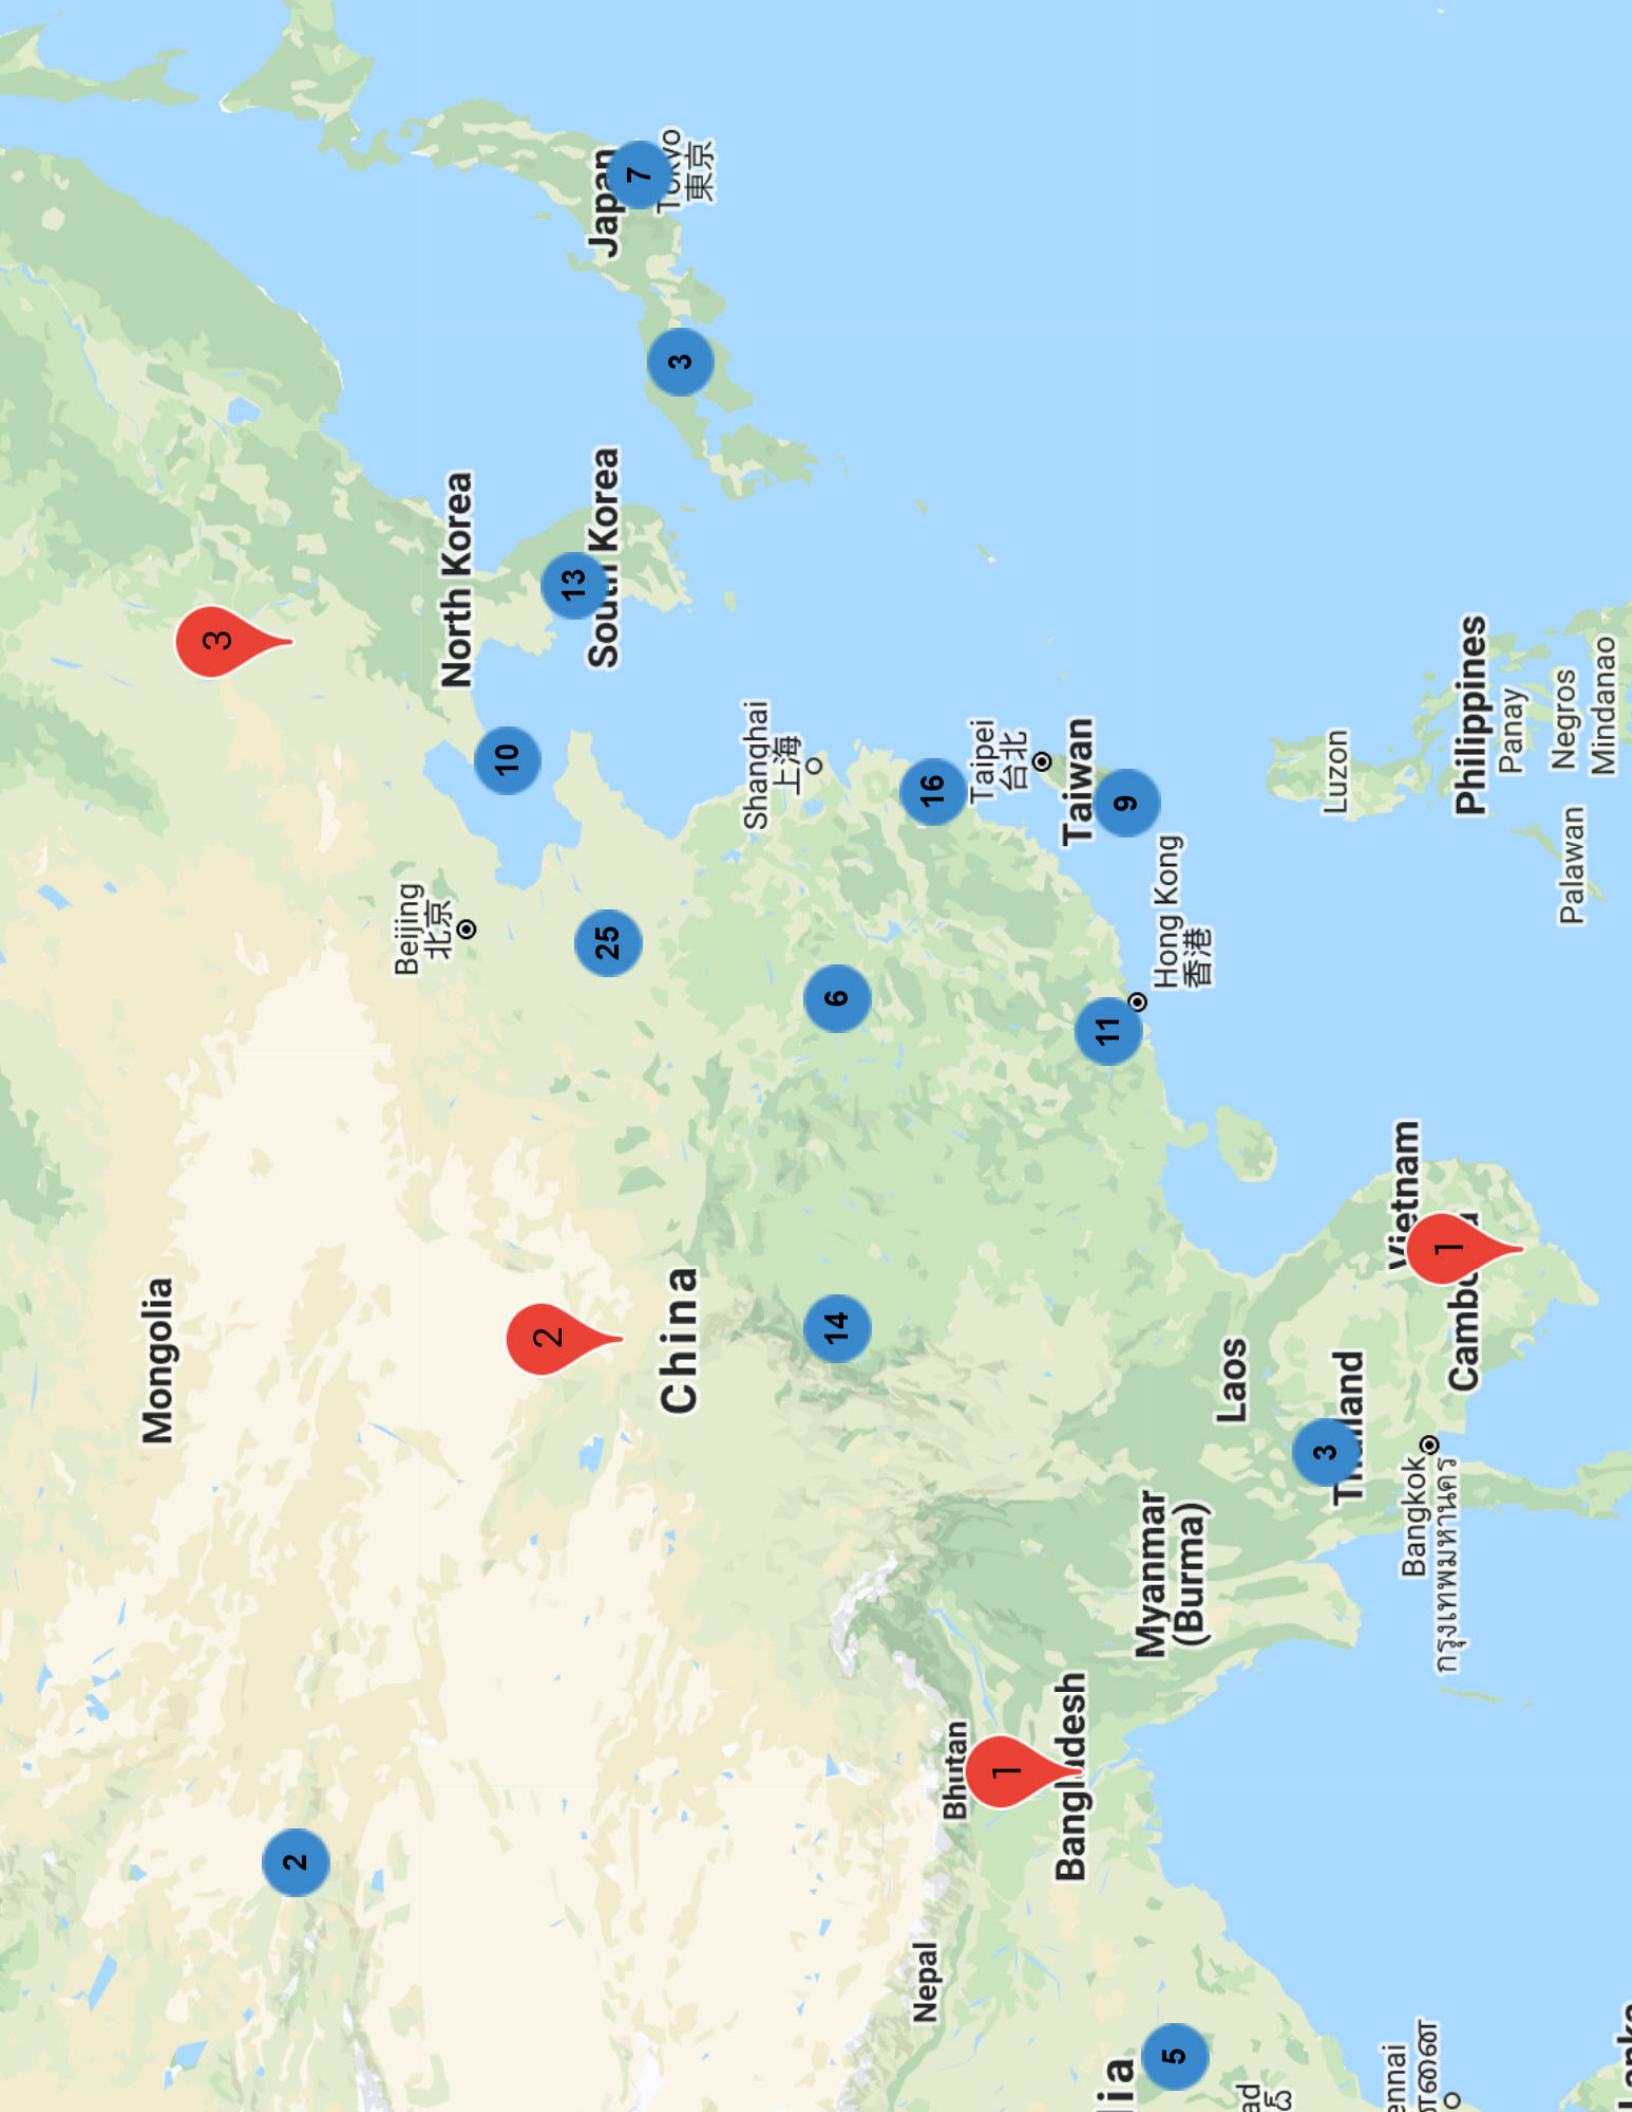 Mongolia
3
2
Beijing
北京
North Korea
10
2
13
South Korea
Japan
7
東京
25
3
China
Shanghai
上海
14
6
16
Nepal
Bhutan
Taipei
台北
1
Bangladesh
Taiwan
9
11
Myanmar
(Burma)
Hong Kong
香港
5
Laos
3
Luzon
Vietnam
Bangkok
กรุงเทพมหานคร
1
Philippines
Panay
Negros
Palawan
Mindanao